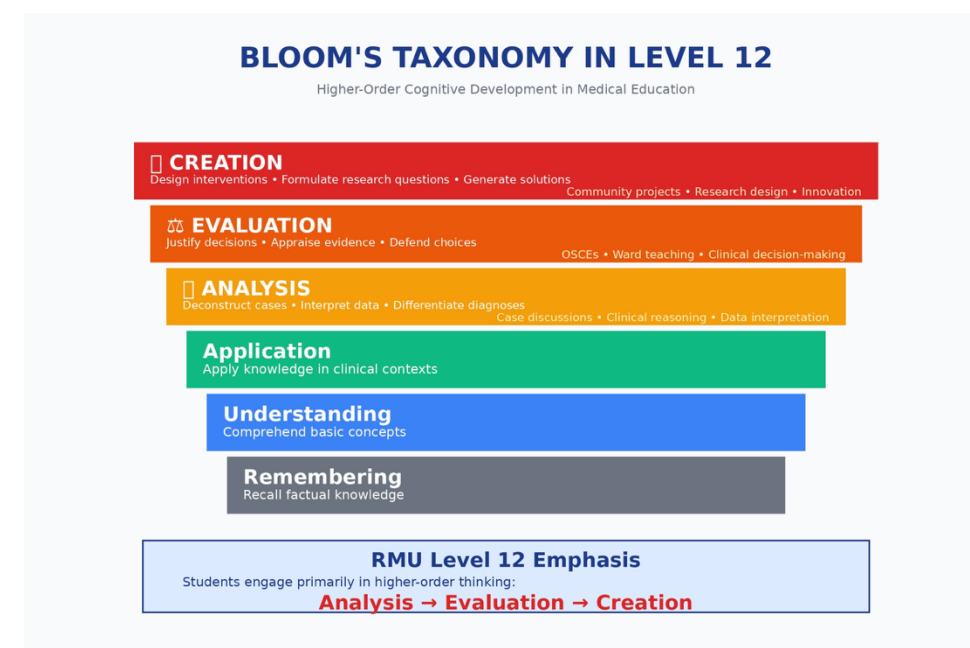 BLOOM'S TAXONOMY IN LEVEL 12
Higher-Order Cognitive Development in Medical Education
CREATION
Design interventions • Formulate research questions • Generate solutions
Community projects • Research design • Innovation
⚖ EVALUATION
Justify decisions • Appraise evidence • Defend choices
OSCEs • Ward teaching • Clinical decision-making
ANALYSIS
Deconstruct cases • Interpret data • Differentiate diagnoses
Case discussions • Clinical reasoning • Data interpretation
Application
Apply knowledge in clinical contexts
Understanding
Comprehend basic concepts
Remembering
Recall factual knowledge
RMU Level 12 Emphasis
Students engage primarily in higher-order thinking:
Analysis → Evaluation → Creation